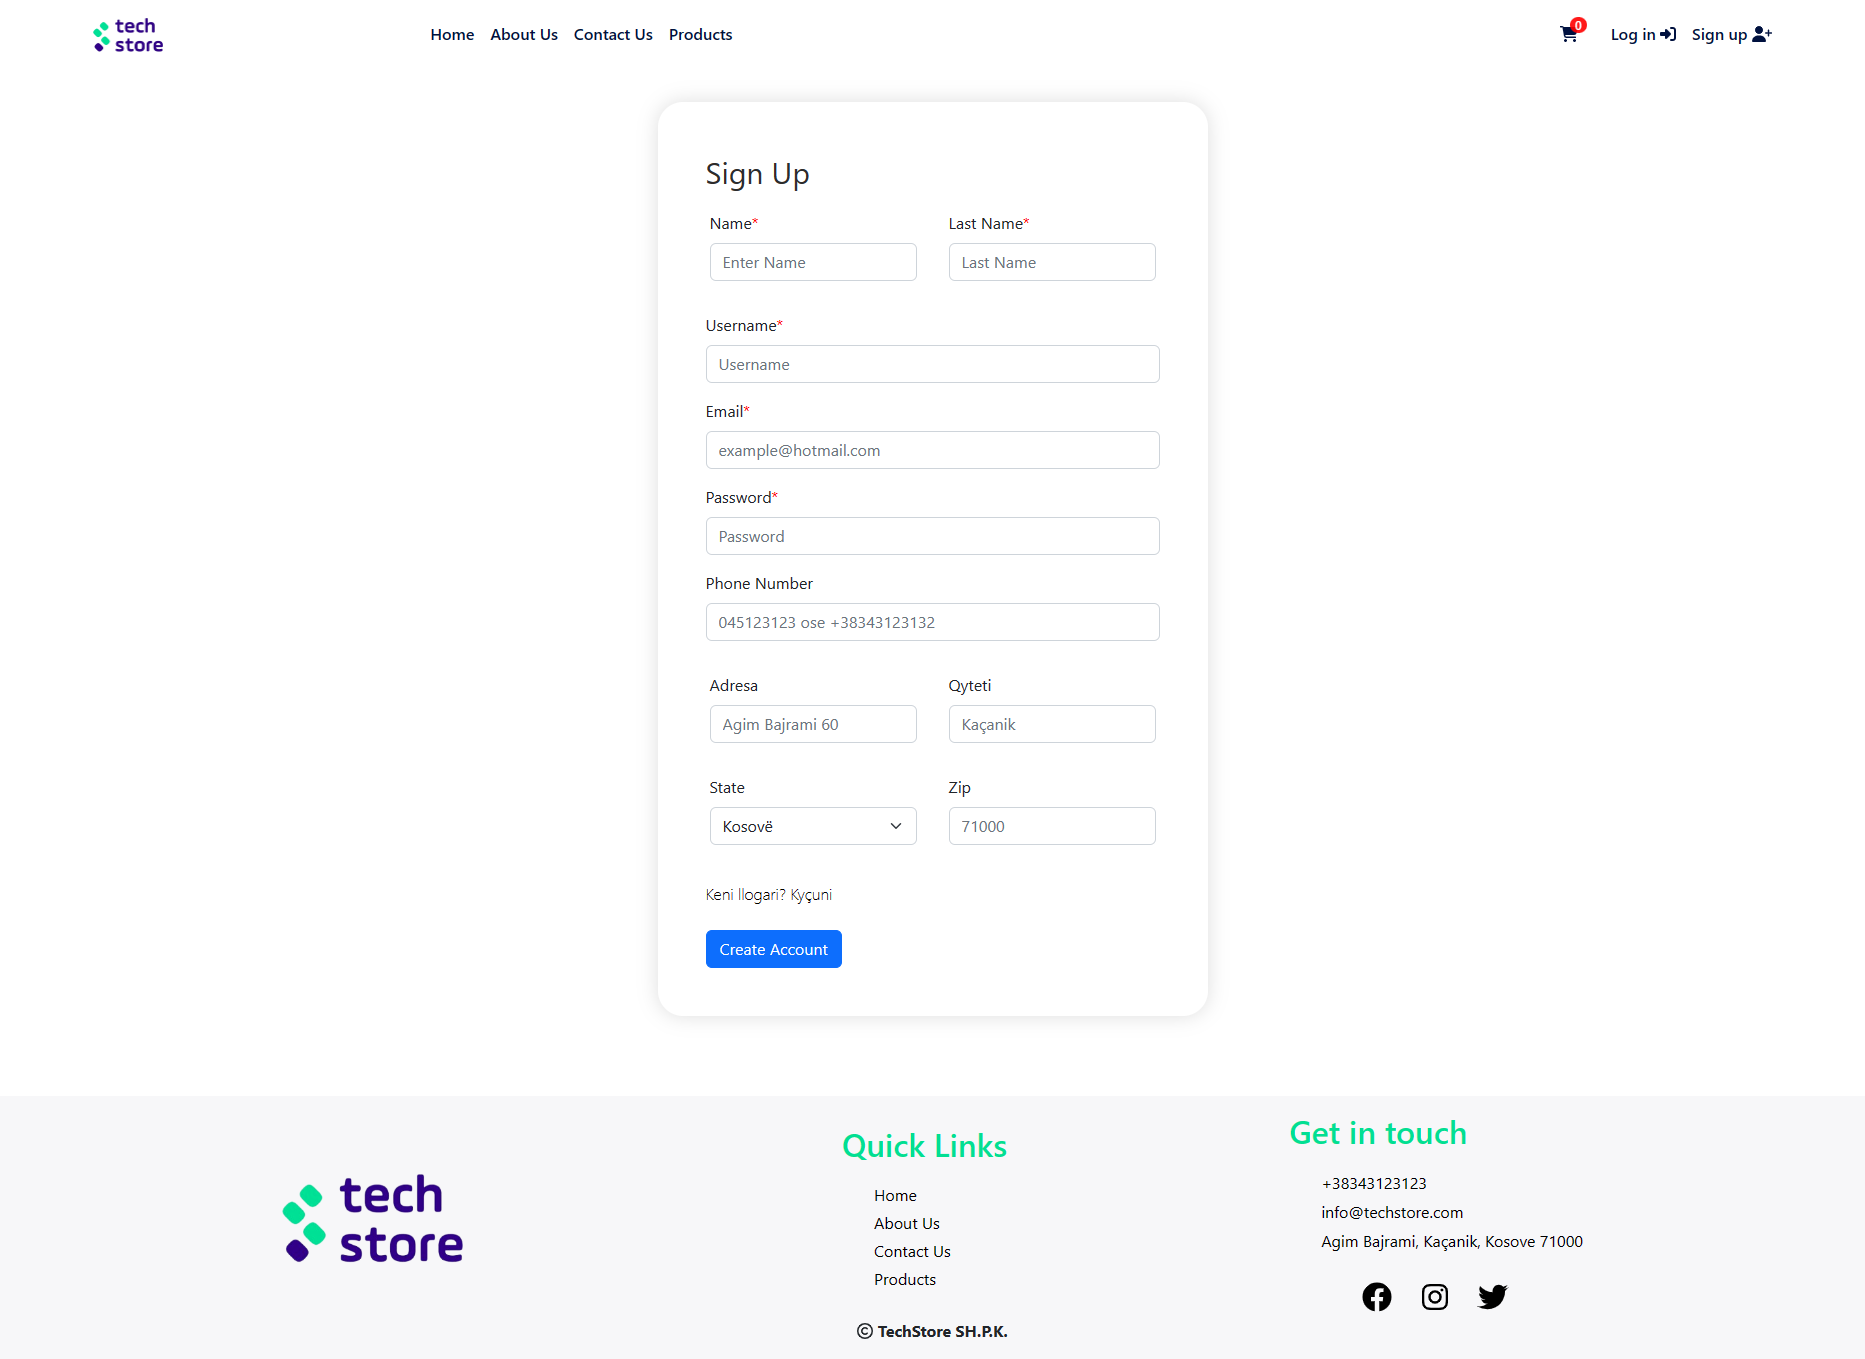 tech
store
Home About Us Contact Us Products
0
Log in Sign up
Sign Up
Name* Last Name*
Enter Name Last Name
Username*
Username
Email*
example@hotmail.com
Password*
Password
Phone Number
045123123 ose +38343123132
Adresa Qyteti
Agim Bajrami 60 Kaçanik
State Zip
Kosovë 71000
Keni llogari? Kyçuni
Create Account
tech
store
Quick Links
Home
About Us
Contact Us
Products
Get in touch
+38343123123
info@techstore.com
Agim Bajrami, Kaçanik, Kosove 71000
© TechStore SH.P.K.